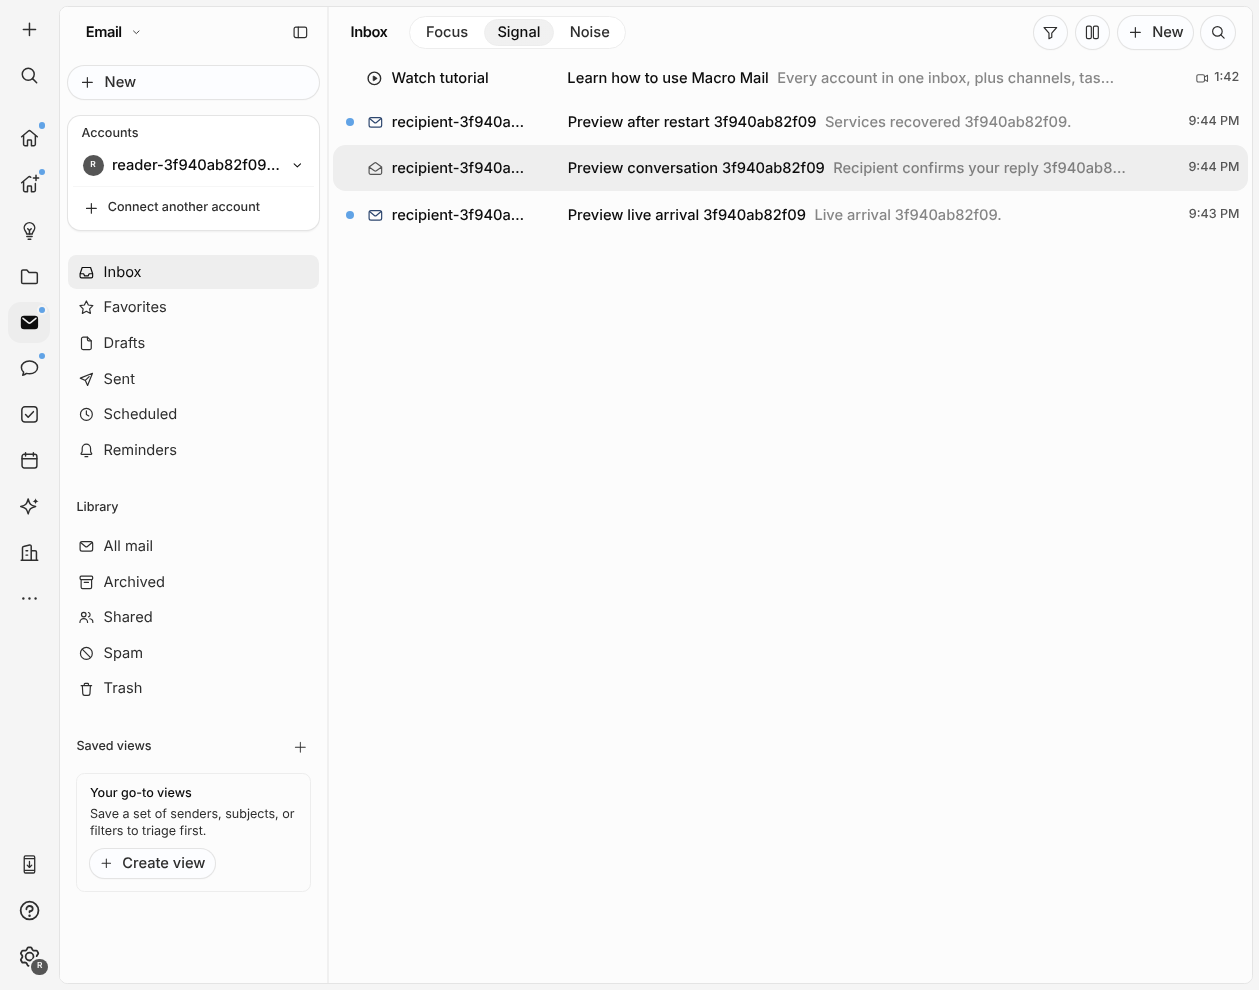 Email
New
Accounts
R reader-3f940ab82f09...
Connect another account
Inbox
Favorites
Drafts
Sent
Scheduled
Reminders
Library
All mail
Archived
Shared
Spam
Trash
Saved views
Your go-to views
Save a set of senders, subjects, or
filters to triage first.
Create view
R
Inbox Focus Signal Noise New
Watch tutorial Learn how to use Macro Mail Every account in one inbox, plus channels, tas... 1:42
recipient-3f940a... Preview after restart 3f940ab82f09 Services recovered 3f940ab82f09. 9:44 PM
recipient-3f940a... Preview conversation 3f940ab82f09 Recipient confirms your reply 3f940ab8... 9:44 PM
recipient-3f940a... Preview live arrival 3f940ab82f09 Live arrival 3f940ab82f09. 9:43 PM